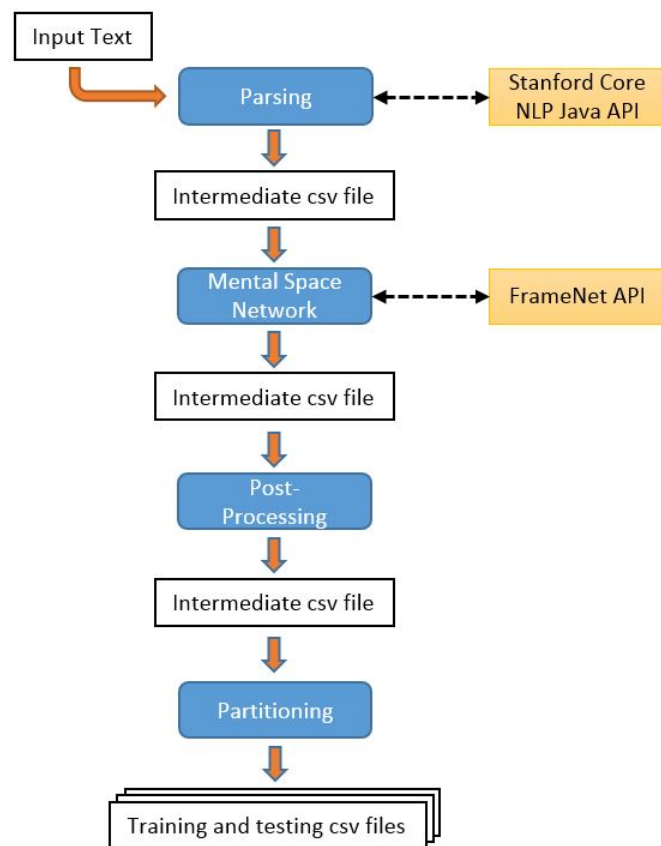 Input Text
Parsing
Stanford Core
NLP Java API
Intermediate csv file
Mental Space
Network
FrameNet API
Intermediate csv file
Post-
Processing
Intermediate csv file
Partitioning
Training and testing csv files